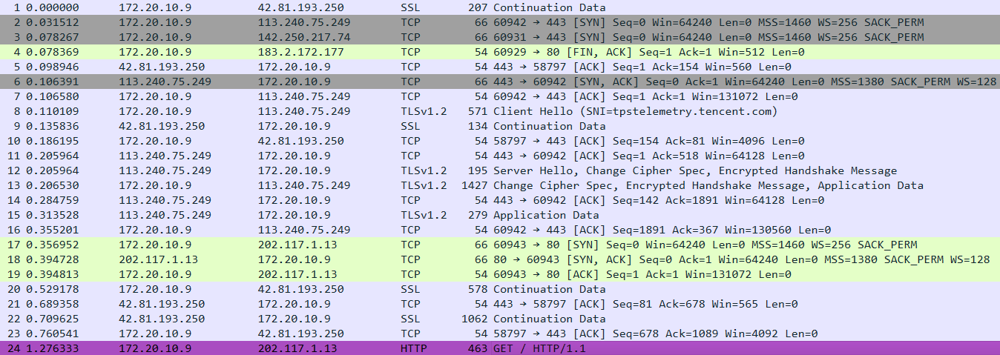 1 0.000000 172.20.10.9 42.81.193.250 SSL 207 Continuation Data
2 0.031512 172.20.10.9 113.240.75.249 TCP 66 60942 → 443 [SYN] Seq=0 Win=64240 Len=0 MSS=1460 WS=256 SACK_PERM
3 0.078267 172.20.10.9 142.250.217.74 TCP 66 60931 → 443 [SYN] Seq=0 Win=64240 Len=0 MSS=1460 WS=256 SACK_PERM
4 0.078369 172.20.10.9 183.2.172.177 TCP 54 60929 → 80 [FIN, ACK] Seq=1 Ack=1 Win=512 Len=0
5 0.098946 42.81.193.250 172.20.10.9 TCP 54 443 → 58797 [ACK] Seq=1 Ack=154 Win=560 Len=0
6 0.106391 113.240.75.249 172.20.10.9 TCP 66 443 → 60942 [SYN, ACK] Seq=0 Ack=1 Win=64240 Len=0 MSS=1380 SACK_PERM WS=128
7 0.106580 172.20.10.9 113.240.75.249 TCP 54 60942 → 443 [ACK] Seq=1 Ack=1 Win=131072 Len=0
8 0.110109 172.20.10.9 113.240.75.249 TLSv1.2 571 Client Hello (SNI=tpstelemetry.tencent.com)
9 0.135836 42.81.193.250 172.20.10.9 SSL 134 Continuation Data
10 0.186195 172.20.10.9 42.81.193.250 TCP 54 58797 → 443 [ACK] Seq=154 Ack=81 Win=4096 Len=0
11 0.205964 113.240.75.249 172.20.10.9 TCP 54 443 → 60942 [ACK] Seq=1 Ack=518 Win=64128 Len=0
12 0.205964 113.240.75.249 172.20.10.9 TLSv1.2 195 Server Hello, Change Cipher Spec, Encrypted Handshake Message
13 0.206530 172.20.10.9 113.240.75.249 TLSv1.2 1427 Change Cipher Spec, Encrypted Handshake Message, Application Data
14 0.284759 113.240.75.249 172.20.10.9 TCP 54 443 → 60942 [ACK] Seq=142 Ack=1891 Win=64128 Len=0
15 0.313528 113.240.75.249 172.20.10.9 TLSv1.2 279 Application Data
16 0.355201 172.20.10.9 113.240.75.249 TCP 54 60942 → 443 [ACK] Seq=1891 Ack=367 Win=130560 Len=0
17 0.356952 172.20.10.9 202.117.1.13 TCP 66 60943 → 80 [SYN] Seq=0 Win=64240 Len=0 MSS=1460 WS=256 SACK_PERM
18 0.394728 202.117.1.13 172.20.10.9 TCP 66 80 → 60943 [SYN, ACK] Seq=0 Ack=1 Win=64240 Len=0 MSS=1380 SACK_PERM WS=128
19 0.394813 172.20.10.9 202.117.1.13 TCP 54 60943 → 80 [ACK] Seq=1 Ack=1 Win=131072 Len=0
20 0.529178 172.20.10.9 42.81.193.250 SSL 578 Continuation Data
21 0.689358 42.81.193.250 172.20.10.9 TCP 54 443 → 58797 [ACK] Seq=81 Ack=678 Win=565 Len=0
22 0.709625 42.81.193.250 172.20.10.9 SSL 1062 Continuation Data
23 0.760541 172.20.10.9 42.81.193.250 TCP 54 58797 → 443 [ACK] Seq=678 Ack=1089 Win=4092 Len=0
24 1.276333 172.20.10.9 202.117.1.13 HTTP 463 GET / HTTP/1.1